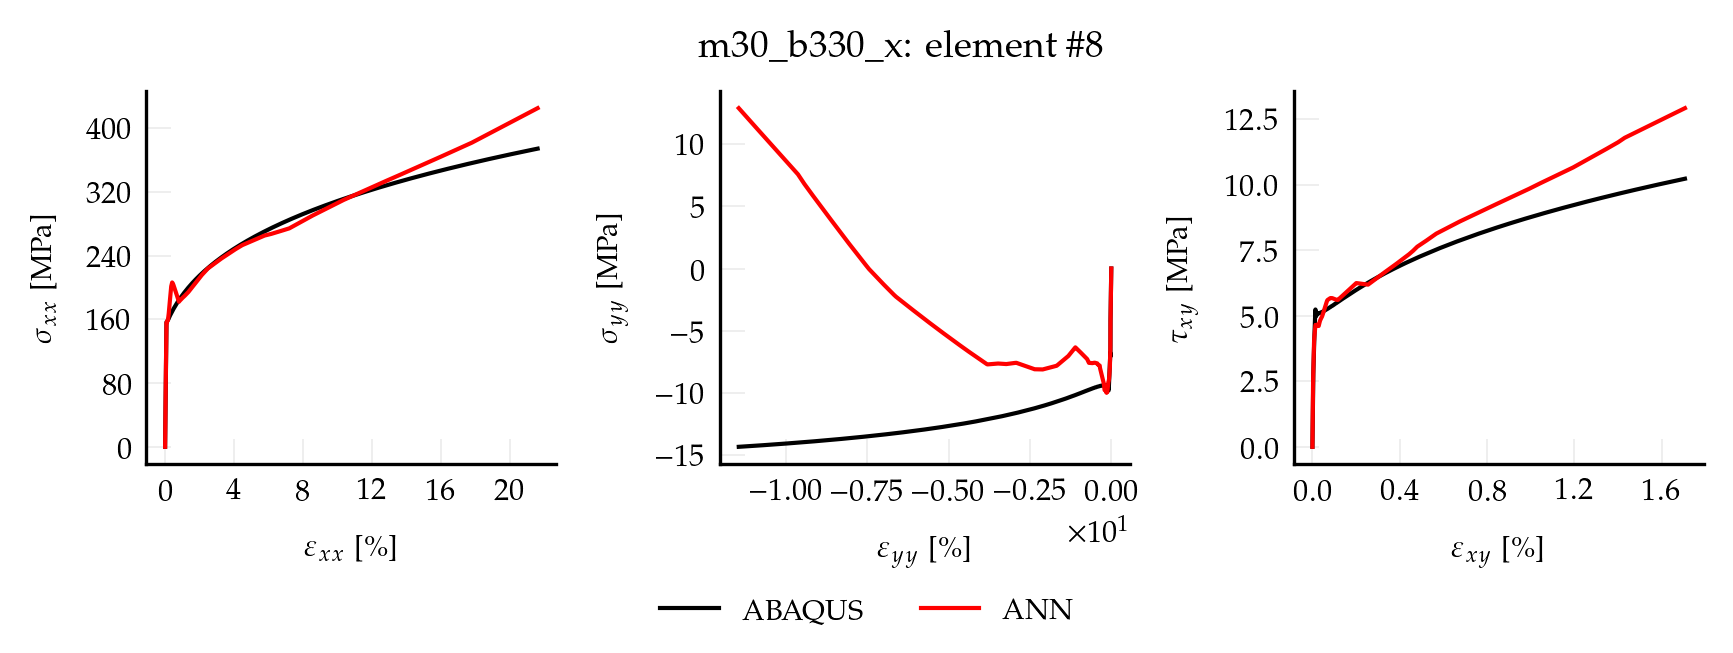 m30_b330_x: element #8
σxx [MPa]
400
320
240
160
80
0
0 4 8 12 16 20
εxx [%]
σyy [MPa]
10
5
0
−5
−10
−15
−1.00 −0.75 −0.50 −0.25 0.00
×10¹
εyy [%]
τxy [MPa]
12.5
10.0
7.5
5.0
2.5
0.0
0.0 0.4 0.8 1.2 1.6
εxy [%]
ABAQUS ANN